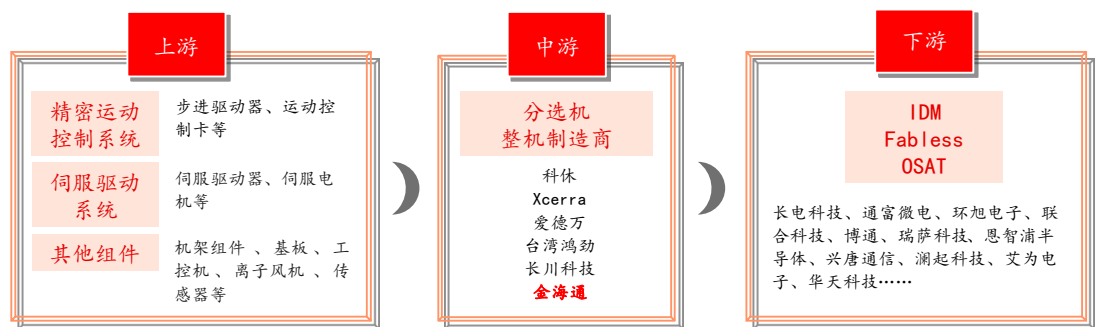 上游
精密运动
控制系统
步进驱动器、运动控
制卡等
伺服驱动
系统
伺服驱动器、伺服电
机等
其他组件
机架组件 、基板 、工
控机 、离子风机 、传
感器等
中游
分选机
整机制造商
科休
Xcerra
爱德万
台湾鸿劲
长川科技
金海通
下游
IDM
Fabless
OSAT
长电科技、通富微电、环旭电子、联
合科技、博通、瑞萨科技、恩智浦半
导体、兴唐通信、澜起科技、艾为电
子、华天科技……